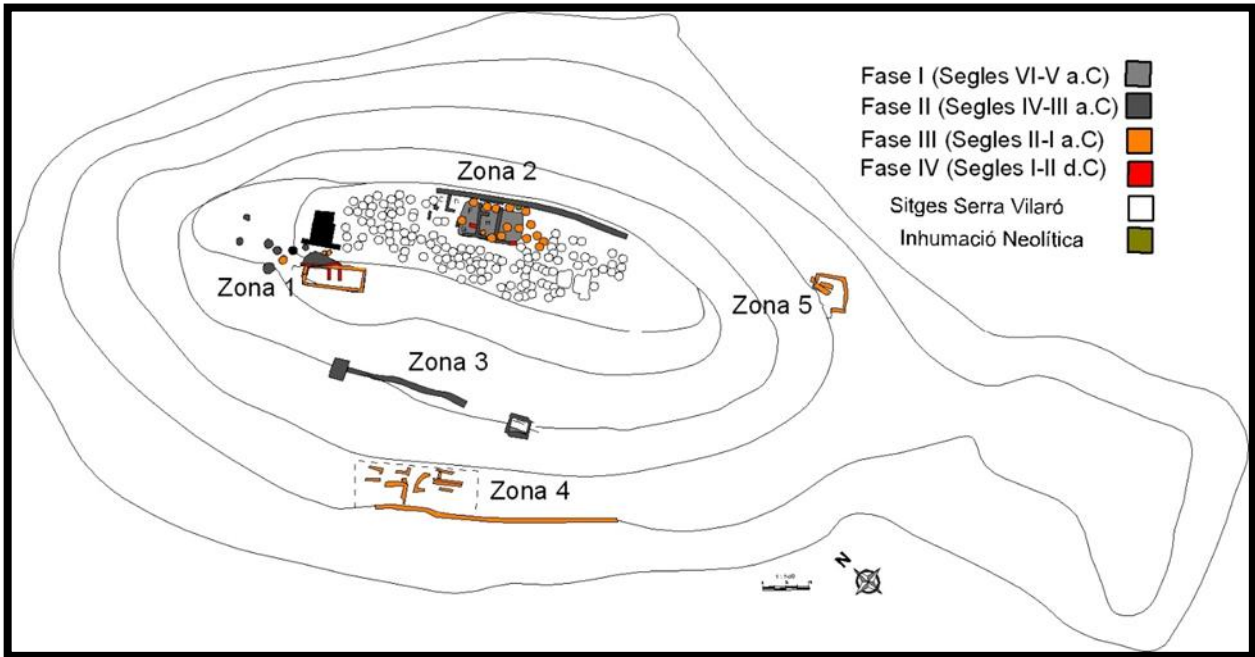 Fase I (Segles VI-V a.C)
Fase II (Segles IV-III a.C)
Fase III (Segles II-I a.C)
Fase IV (Segles I-II d.C)
Sitges Serra Vilaró
Inhumació Neolítica
Zona 2
Zona 1
Zona 5
Zona 3
Zona 4
N